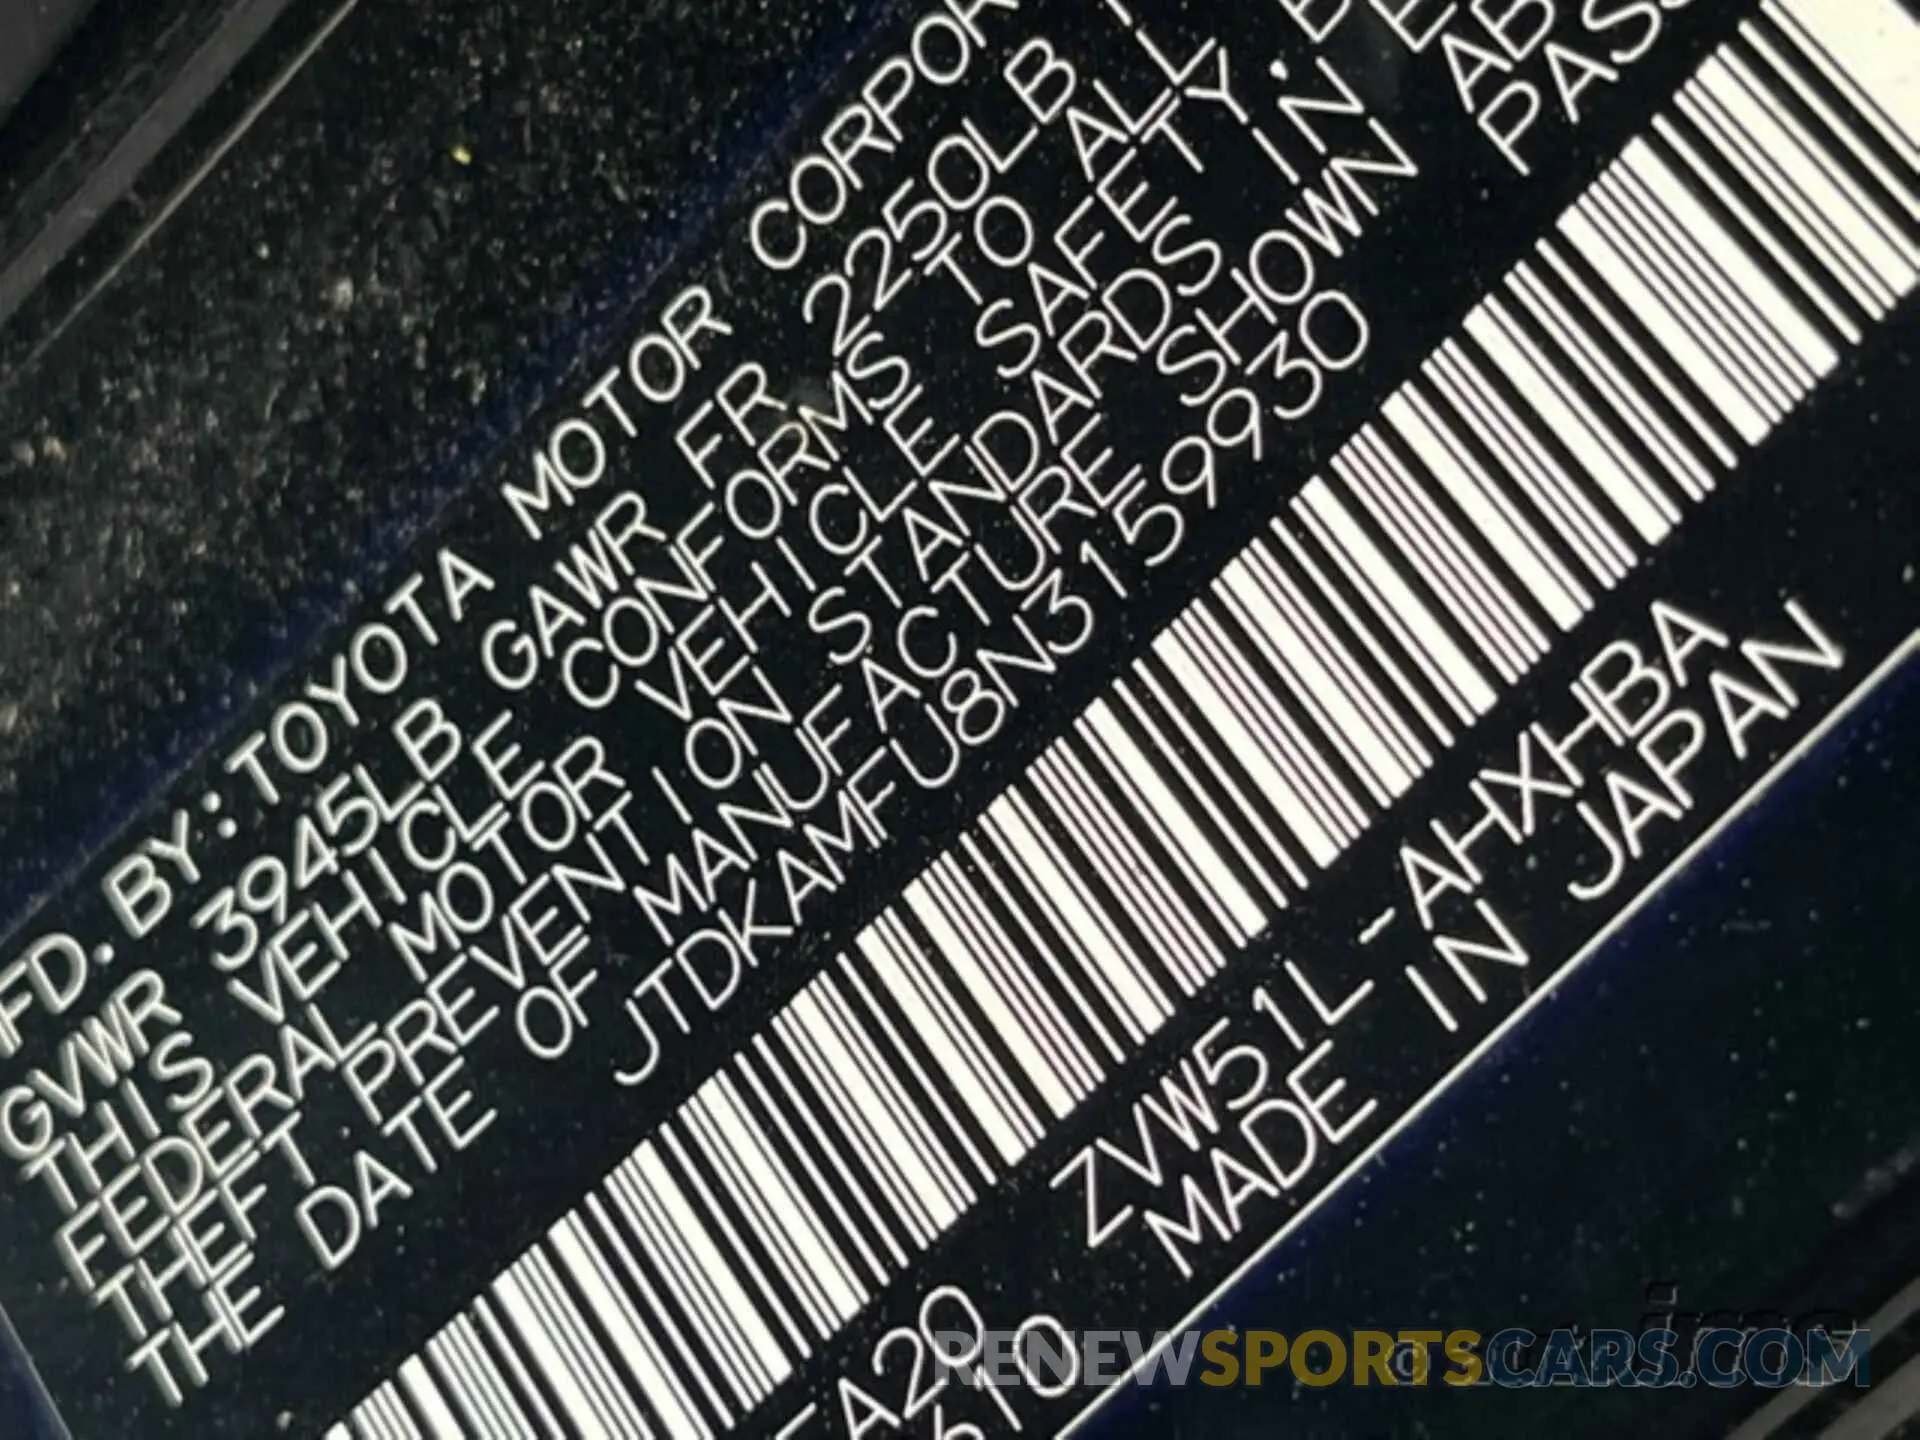 FD. BY: TOYOTA MOTOR
GVWR 3945LB GAWR FR 2250LB
THIS VEHICLE CONFORMS TO ALL
FEDERAL MOTOR VEHICLE SAFETY,
THEFT PREVENTION STANDARDS IN
THE DATE OF MANUFACTURE SHOWN
JTDKAMFU8N3159930
ZVW51L-AHXHBA
MADE IN JAPAN
RENEWSPORTSCARS.COM